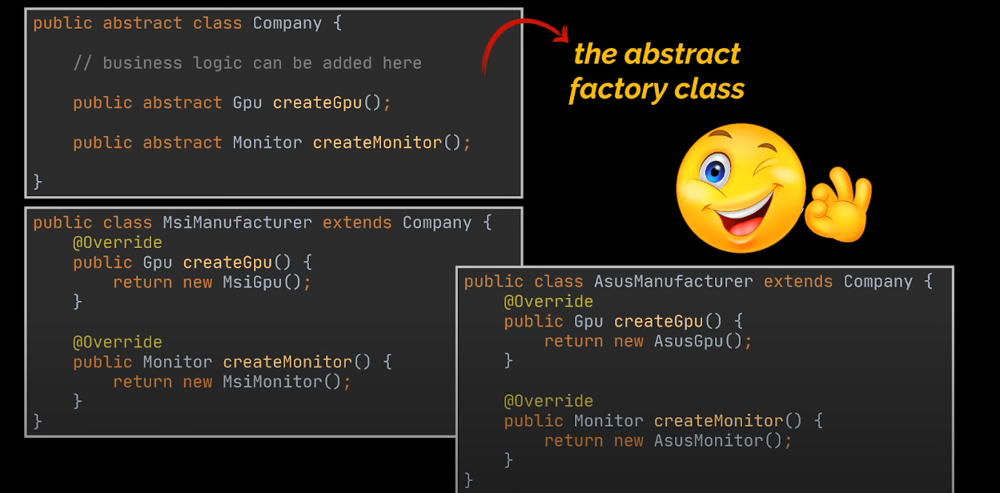 public abstract class Company {
// business logic can be added here
public abstract Gpu createGpu();
public abstract Monitor createMonitor();
}
the abstract
factory class
public class MsiManufacturer extends Company {
@Override
public Gpu createGpu() {
return new MsiGpu();
}
@Override
public Monitor createMonitor() {
return new MsiMonitor();
}
}
public class AsusManufacturer extends Company {
@Override
public Gpu createGpu() {
return new AsusGpu();
}
@Override
public Monitor createMonitor() {
return new AsusMonitor();
}
}